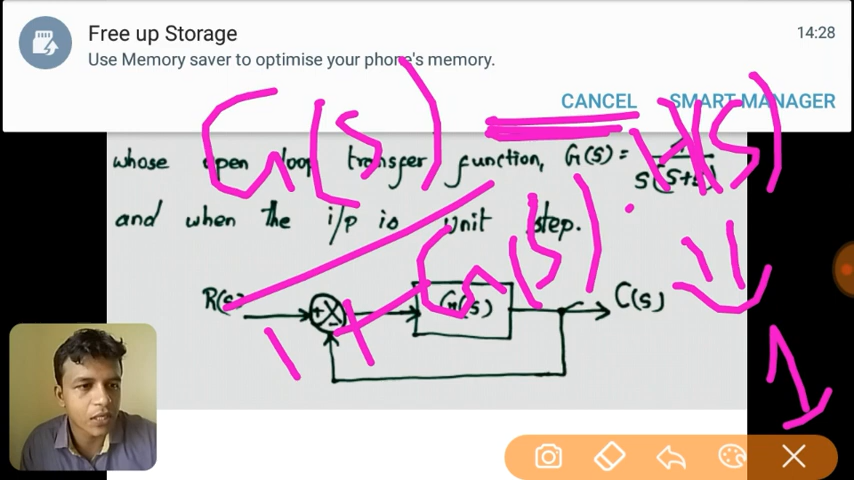 Free up Storage
14:28
Use Memory saver to optimise your phone's memory.
CANCEL SMART MANAGER
G(s)
whose open loop transfer function, G(s) =
H(s)
and when the i/p is unit step.
1+ G(s) .
R(s)
+
-
G(s)
C(s)
1